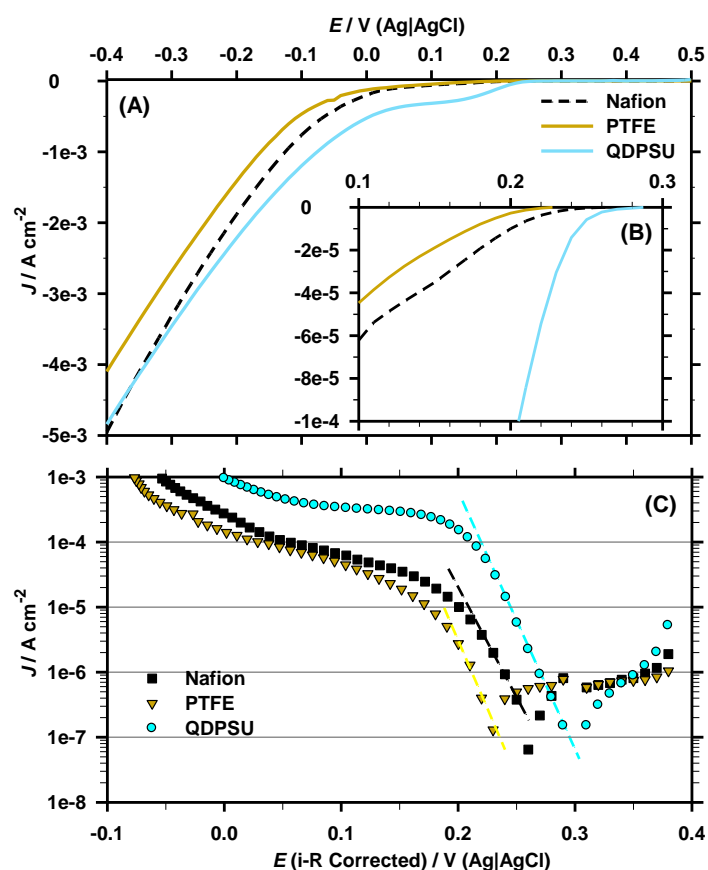 E / V (Ag|AgCl)
-0.4 -0.3 -0.2 -0.1 0.0 0.1 0.2 0.3 0.4 0.5
0
(A)
Nafion
PTFE
QDPSU
-1e-3
-2e-3
-3e-3
-4e-3
-5e-3
J / A cm-2
0.1 0.2 0.3
0
(B)
-2e-5
-4e-5
-6e-5
-8e-5
-1e-4
1e-3
(C)
1e-4
1e-5
1e-6
1e-7
1e-8
J / A cm-2
Nafion
PTFE
QDPSU
-0.1 0.0 0.1 0.2 0.3 0.4
E (i-R Corrected) / V (Ag|AgCl)